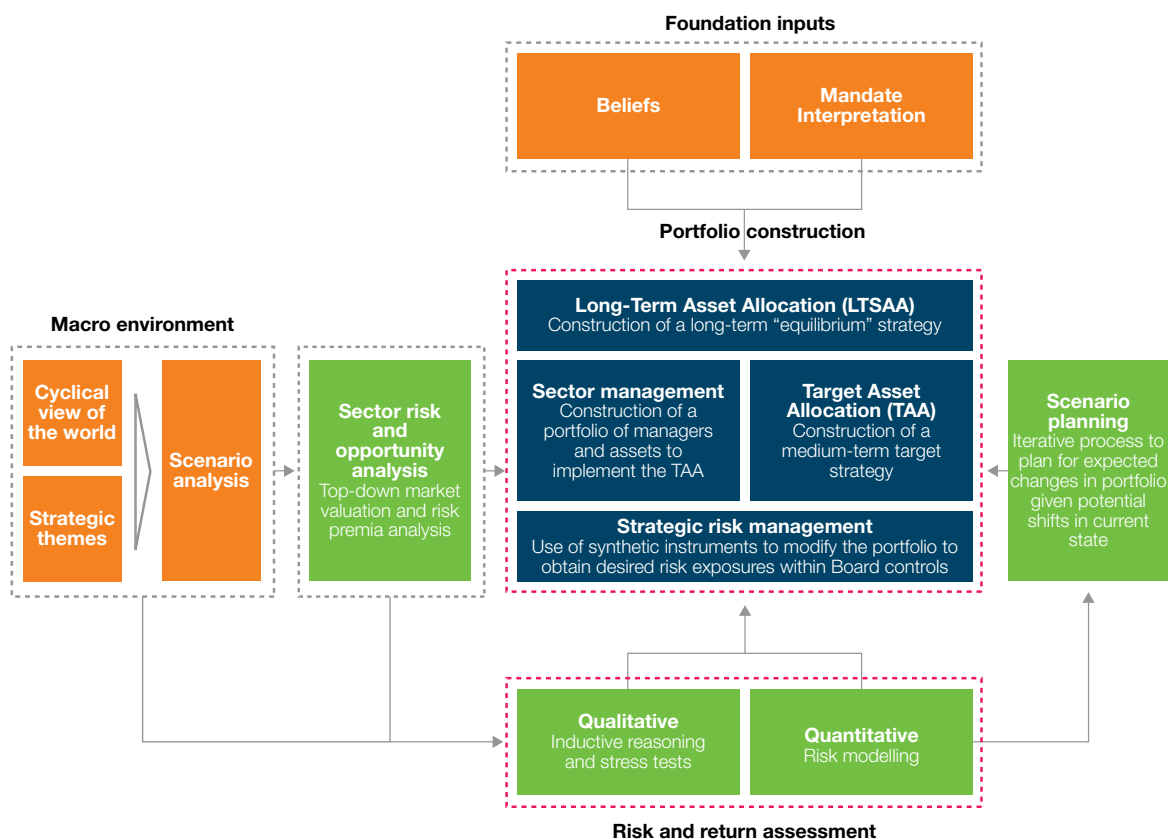 Foundation inputs
Beliefs
Mandate
Interpretation
Portfolio construction
Long-Term Asset Allocation (LTSAA)
Construction of a long-term “equilibrium” strategy
Macro environment
Cyclical
view of
the world
Strategic
themes
Scenario
analysis
Sector risk
and
opportunity
analysis
Top-down market
valuation and risk
premia analysis
Sector management
Construction of a
portfolio of managers
and assets to
implement the TAA
Target Asset
Allocation (TAA)
Construction of a
medium-term target
strategy
Strategic risk management
Use of synthetic instruments to modify the portfolio to
obtain desired risk exposures within Board controls
Scenario
planning
Iterative process to
plan for expected
changes in portfolio
given potential
shifts in current
state
Qualitative
Inductive reasoning
and stress tests
Quantitative
Risk modelling
Risk and return assessment